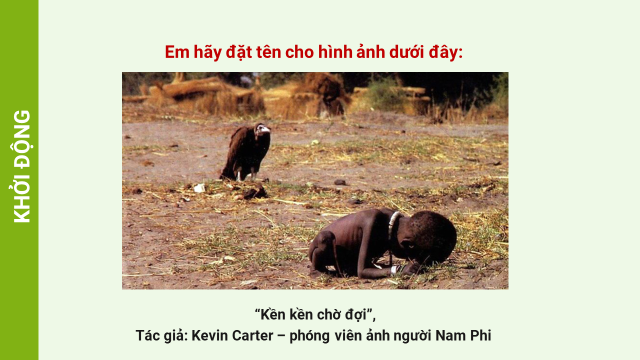 KHỞI ĐỘNG
Em hãy đặt tên cho hình ảnh dưới đây:
“Kền kền chờ đợi”,
Tác giả: Kevin Carter – phóng viên ảnh người Nam Phi